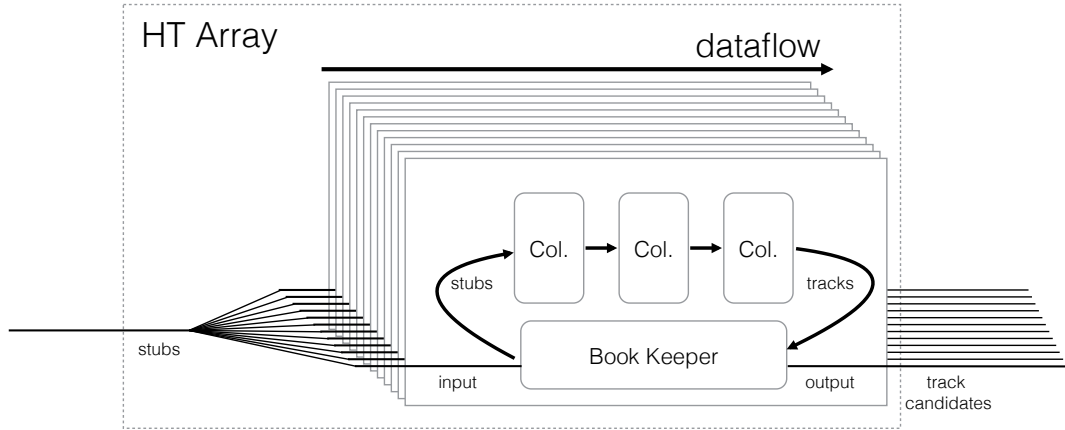 HT Array
dataflow
Col.
Col.
Col.
stubs
tracks
stubs
Book Keeper
input
output
track
candidates